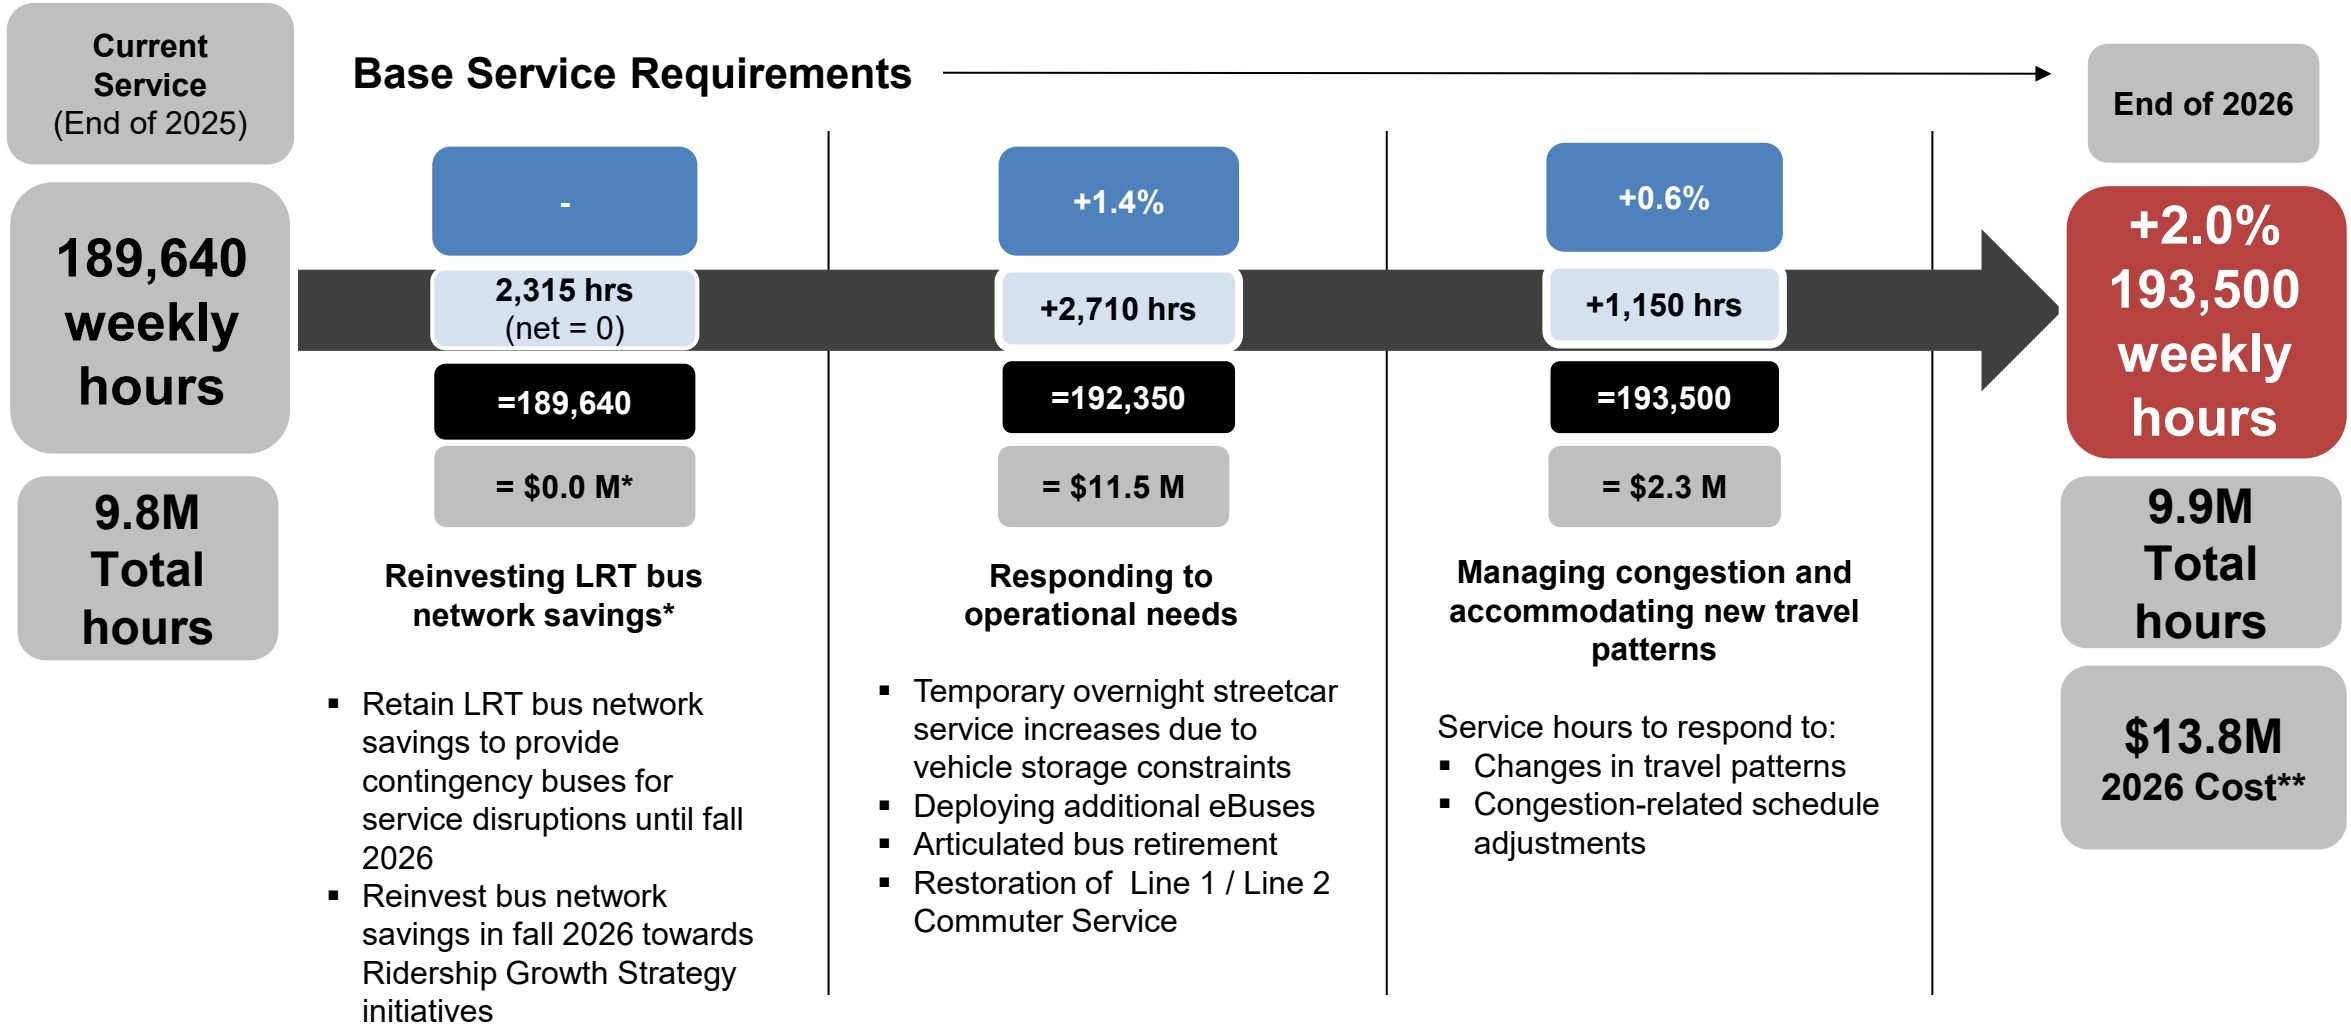 Current
Service
(End of 2025)
189,640
weekly
hours
9.8M
Total
hours
Base Service Requirements
-
2,315 hrs
(net = 0)
=189,640
= $0.0 M*
Reinvesting LRT bus
network savings*
▪ Retain LRT bus network
savings to provide
contingency buses for
service disruptions until fall
2026
▪ Reinvest bus network
savings in fall 2026 towards
Ridership Growth Strategy
initiatives
+1.4%
+2,710 hrs
=192,350
= $11.5 M
Responding to
operational needs
▪ Temporary overnight streetcar
service increases due to
vehicle storage constraints
▪ Deploying additional eBuses
▪ Articulated bus retirement
▪ Restoration of  Line 1 / Line 2
Commuter Service
+0.6%
+1,150 hrs
=193,500
= $2.3 M
Managing congestion and
accommodating new travel
patterns
Service hours to respond to:
▪ Changes in travel patterns
▪ Congestion-related schedule
adjustments
End of 2026
+2.0%
193,500
weekly
hours
9.9M
Total
hours
$13.8M
2026 Cost**